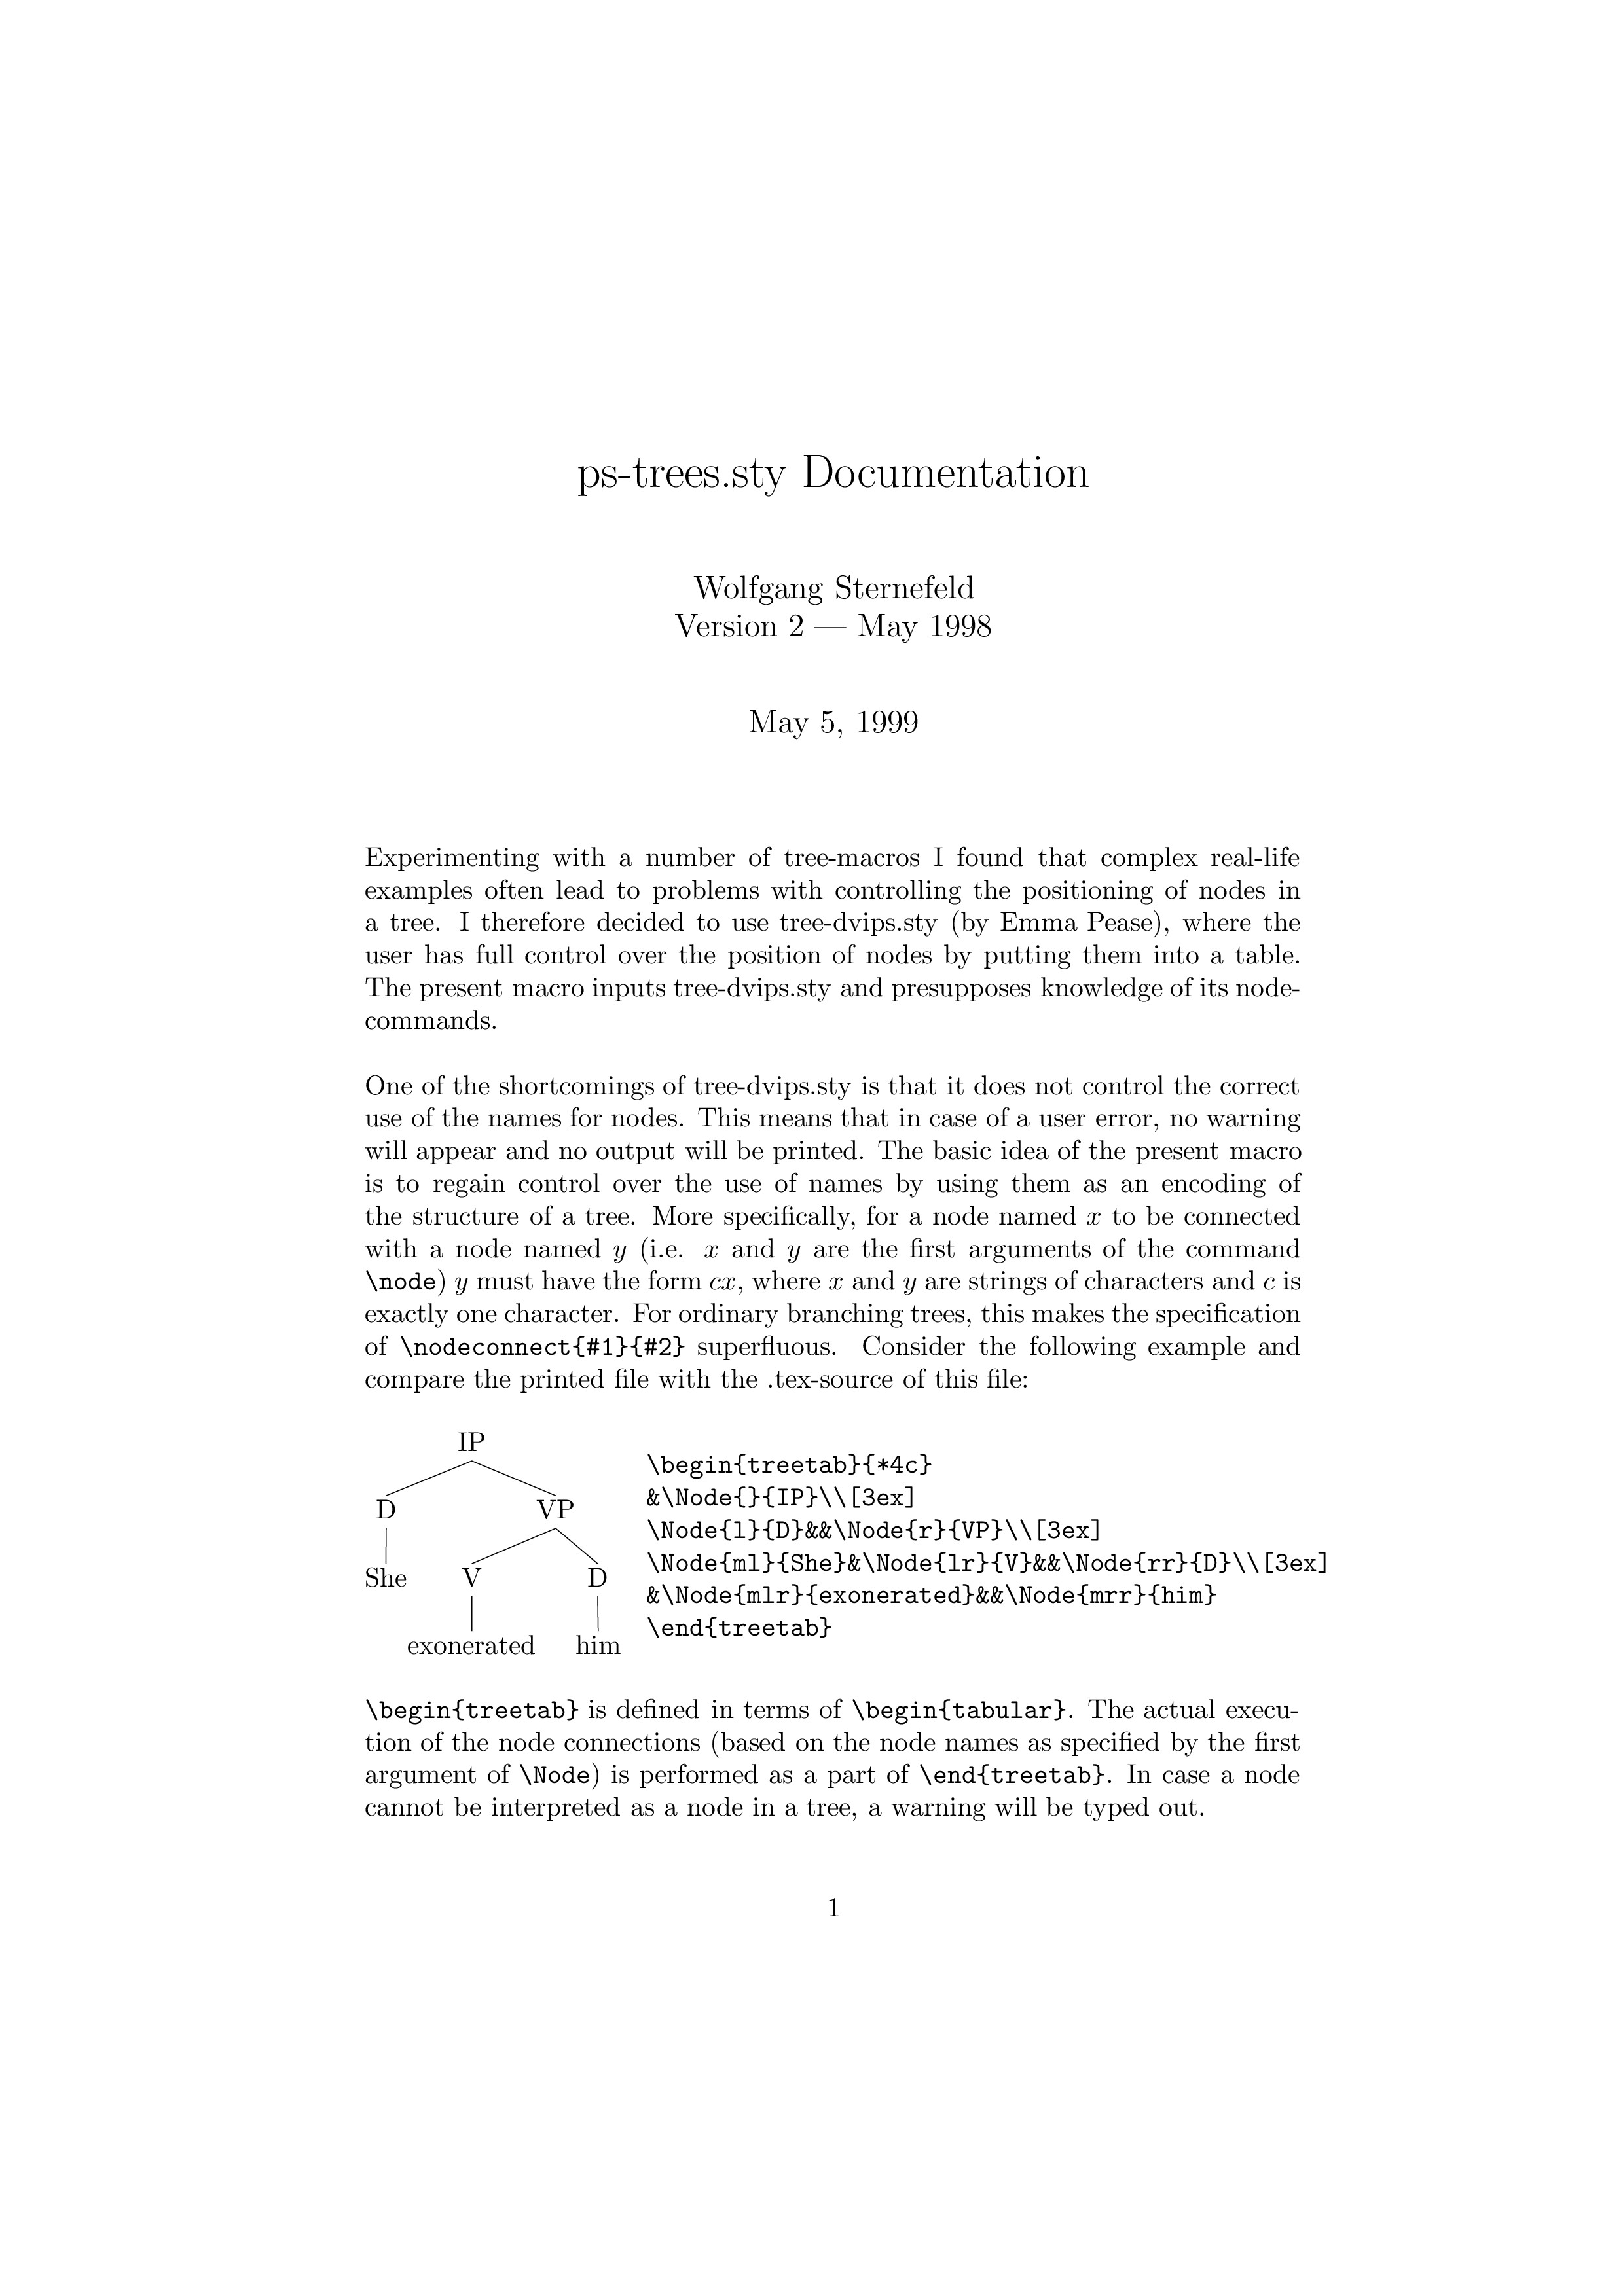 ps-trees.sty Documentation
Wolfgang Sternefeld
Version 2 — May 1998
May 5, 1999
Experimenting with a number of tree-macros I found that complex real-life
examples often lead to problems with controlling the positioning of nodes in
a tree. I therefore decided to use tree-dvips.sty (by Emma Pease), where the
user has full control over the position of nodes by putting them into a table.
The present macro inputs tree-dvips.sty and presupposes knowledge of its node-
commands.
One of the shortcomings of tree-dvips.sty is that it does not control the correct
use of the names for nodes. This means that in case of a user error, no warning
will appear and no output will be printed. The basic idea of the present macro
is to regain control over the use of names by using them as an encoding of
the structure of a tree. More specifically, for a node named x to be connected
with a node named y (i.e. x and y are the first arguments of the command
\node) y must have the form cx, where x and y are strings of characters and c is
exactly one character. For ordinary branching trees, this makes the specification
of \nodeconnect{#1}{#2} superfluous. Consider the following example and
compare the printed file with the .tex-source of this file:
IP
D VP
She V D
exonerated him
\begin{treetab}{*4c}
&\Node{}{IP}\\[3ex]
\Node{l}{D}&&\Node{r}{VP}\\[3ex]
\Node{ml}{She}&\Node{lr}{V}&&\Node{rr}{D}\\[3ex]
&\Node{mlr}{exonerated}&&\Node{mrr}{him}
\end{treetab}
\begin{treetab} is defined in terms of \begin{tabular}. The actual execu-
tion of the node connections (based on the node names as specified by the first
argument of \Node) is performed as a part of \end{treetab}. In case a node
cannot be interpreted as a node in a tree, a warning will be typed out.
1